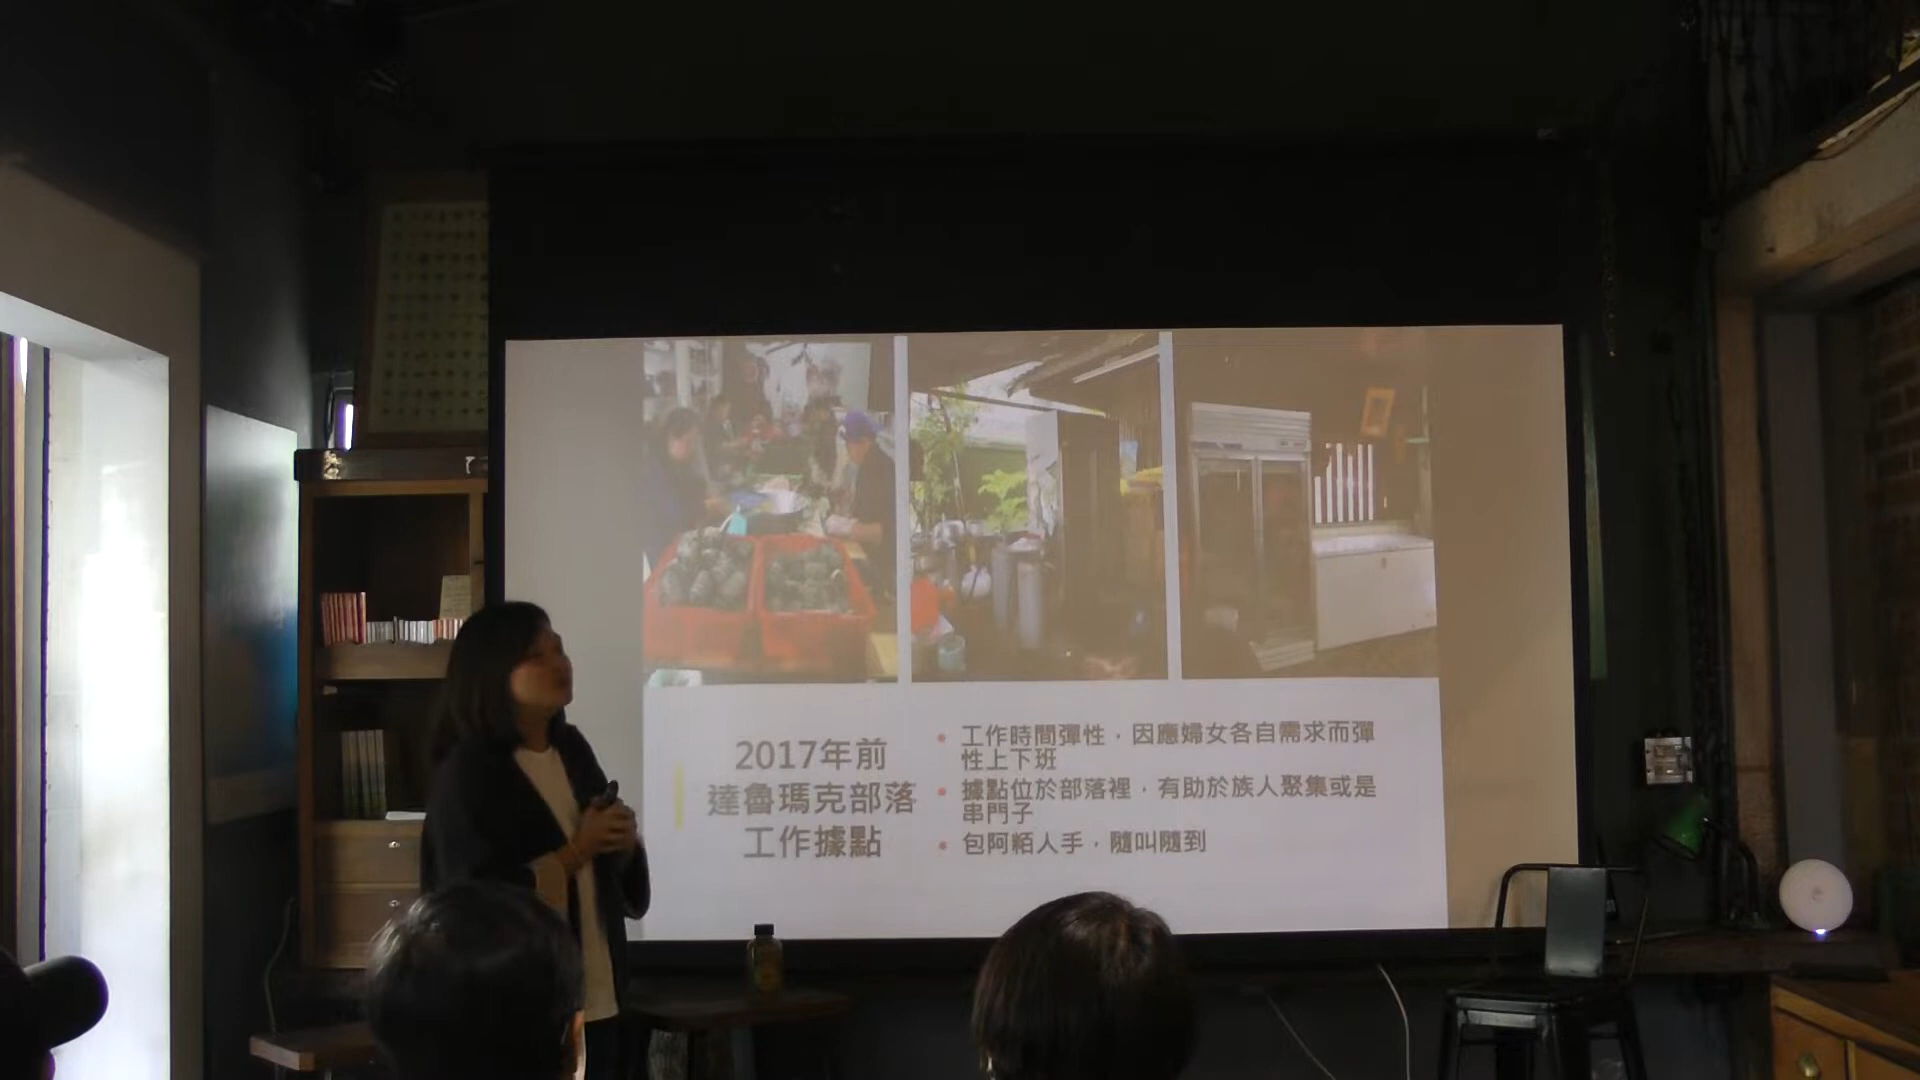 2017年前
達魯瑪克部落
工作據點
工作時間彈性，因應婦女各自需求而彈
性上下班
據點位於部落裡，有助於族人聚集或是
串門子
包阿粨人手，隨叫隨到